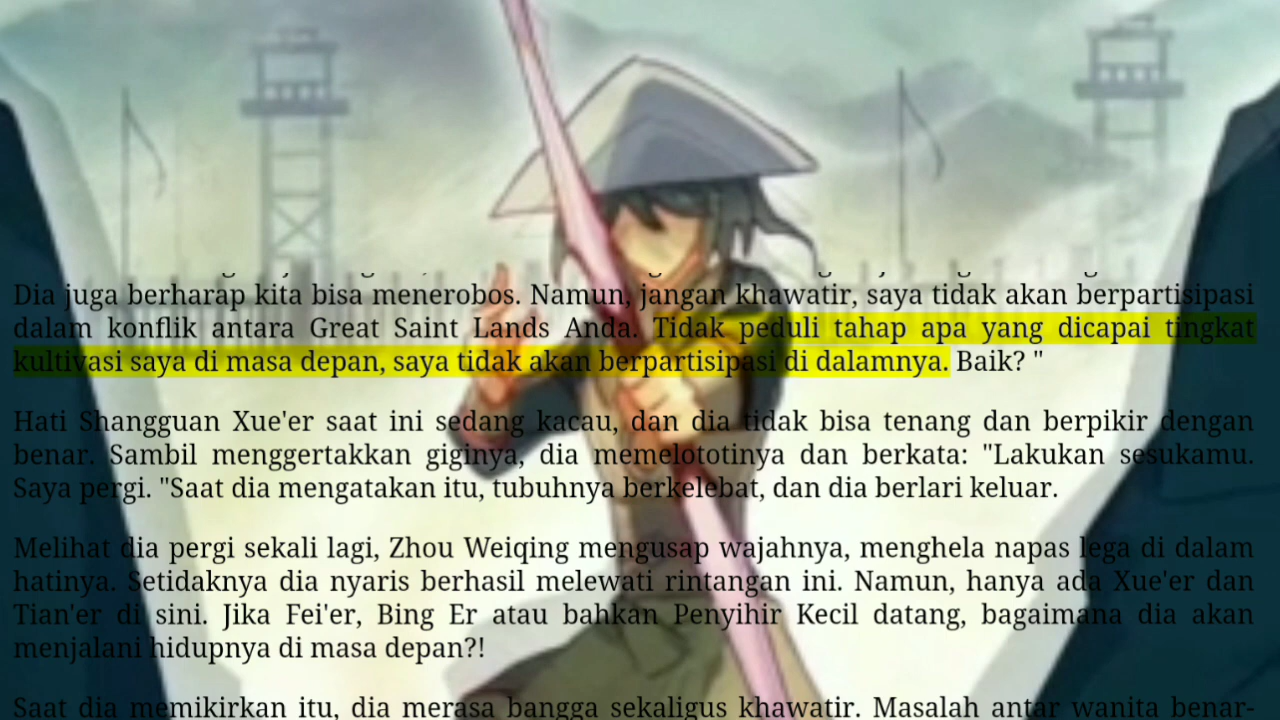 Dia juga berharap kita bisa menerobos. Namun, jangan khawatir, saya tidak akan berpartisipasi
dalam konflik antara Great Saint Lands Anda. Tidak peduli tahap apa yang dicapai tingkat
kultivasi saya di masa depan, saya tidak akan berpartisipasi di dalamnya. Baik? "
Hati Shangguan Xue'er saat ini sedang kacau, dan dia tidak bisa tenang dan berpikir dengan
benar. Sambil menggertakkan giginya, dia memelototinya dan berkata: "Lakukan sesukamu.
Saya pergi. "Saat dia mengatakan itu, tubuhnya berkelebat, dan dia berlari keluar.
Melihat dia pergi sekali lagi, Zhou Weiqing mengusap wajahnya, menghela napas lega di dalam
hatinya. Setidaknya dia nyaris berhasil melewati rintangan ini. Namun, hanya ada Xue'er dan
Tian'er di sini. Jika Fei'er, Bing Er atau bahkan Penyihir Kecil datang, bagaimana dia akan
menjalani hidupnya di masa depan?!
Saat dia memikirkan itu, dia merasa bangga sekaligus khawatir. Masalah antar wanita benar-